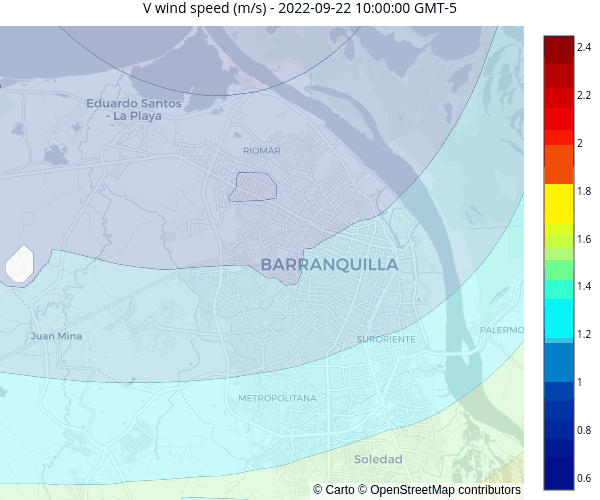 V wind speed (m/s) - 2022-09-22 10:00:00 GMT-5
2.4
Eduardo Santos
- La Playa
2.2
RIOMAR
2
1.8
1.6
BARRANQUILLA
1.4
Juan Mina
SURORIENTE
PALERMO
1.2
1
METROPOLITANA
0.8
Soledad
0.6
© Carto © OpenStreetMap contributors